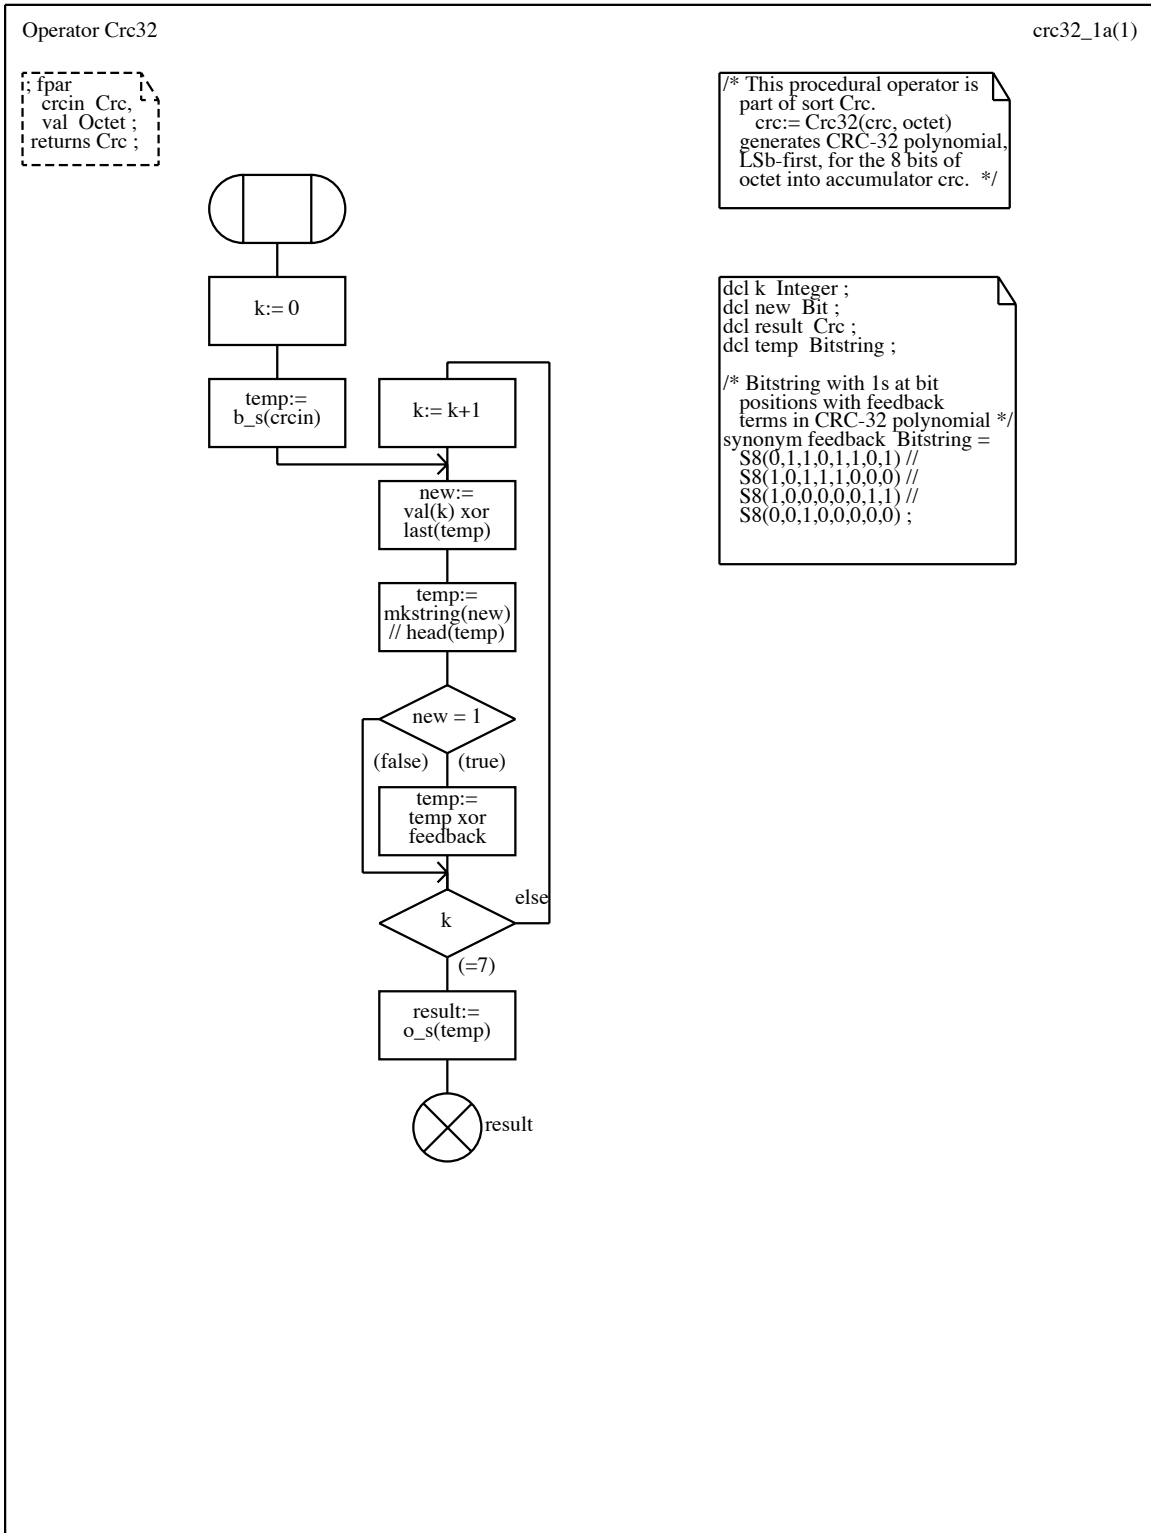 Operator Crc32
crc32_1a(1)
; fpar
crcin  Crc,
val  Octet ;
returns Crc ;
/* This procedural operator is
part of sort Crc.
crc:= Crc32(crc, octet)
generates CRC-32 polynomial,
LSb-first, for the 8 bits of
octet into accumulator crc.  */
k:= 0
dcl k  Integer ;
dcl new  Bit ;
dcl result  Crc ;
dcl temp  Bitstring ;
/* Bitstring with 1s at bit
positions with feedback
terms in CRC-32 polynomial */
synonym feedback  Bitstring =
S8(0,1,1,0,1,1,0,1) //
S8(1,0,1,1,1,0,0,0) //
S8(1,0,0,0,0,0,1,1) //
S8(0,0,1,0,0,0,0,0) ;
temp:=
b_s(crcin)
k:= k+1
new:=
val(k) xor
last(temp)
temp:=
mkstring(new)
// head(temp)
new = 1
(false)
(true)
temp:=
temp xor
feedback
else
k
(=7)
result:=
o_s(temp)
result